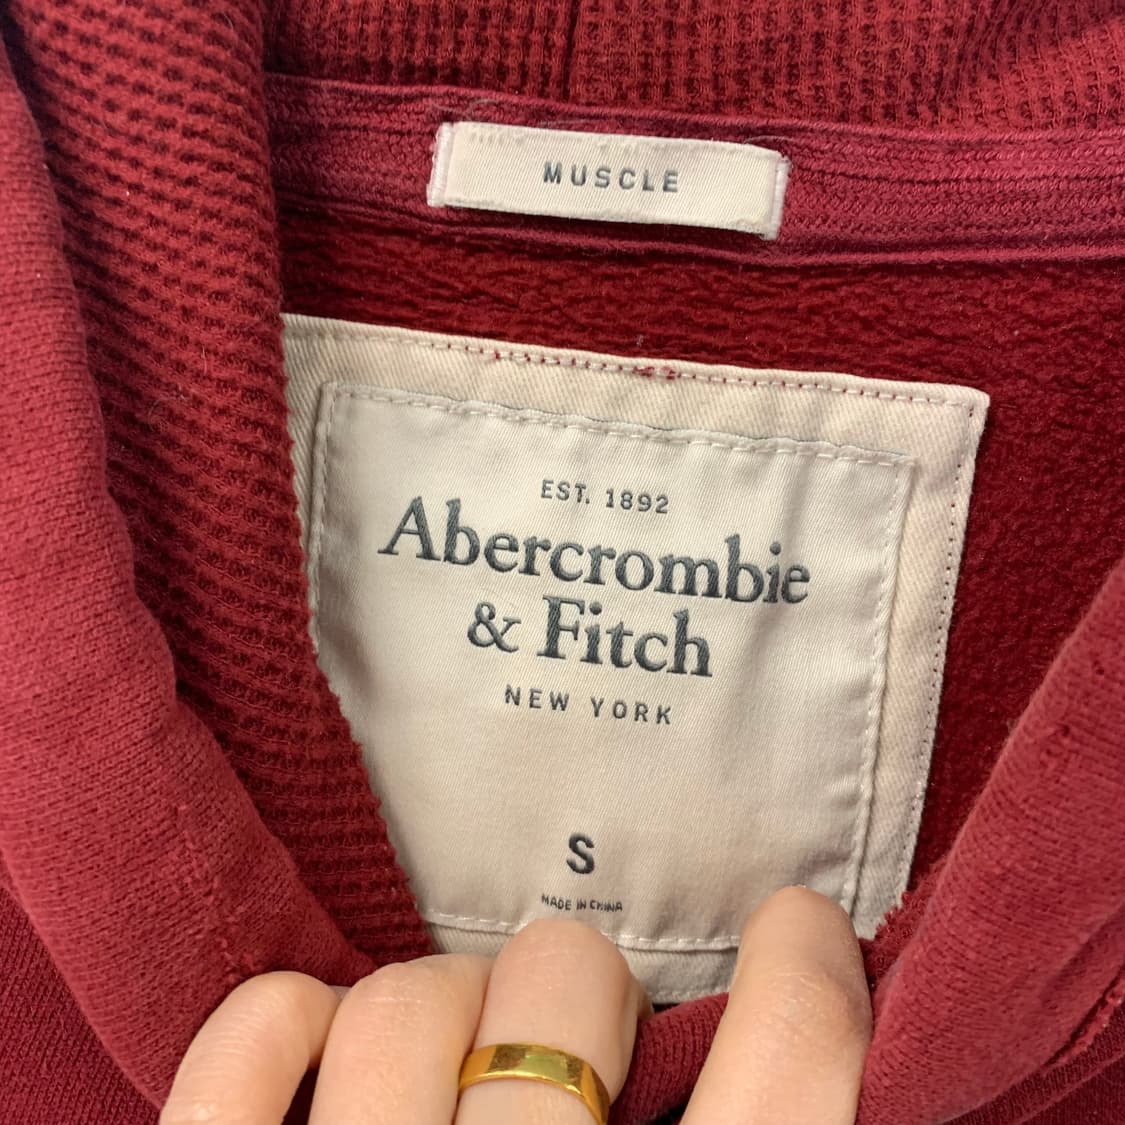 MUSCLE
EST. 1892
Abercrombie
& Fitch
NEW YORK
S
MADE IN CHINA